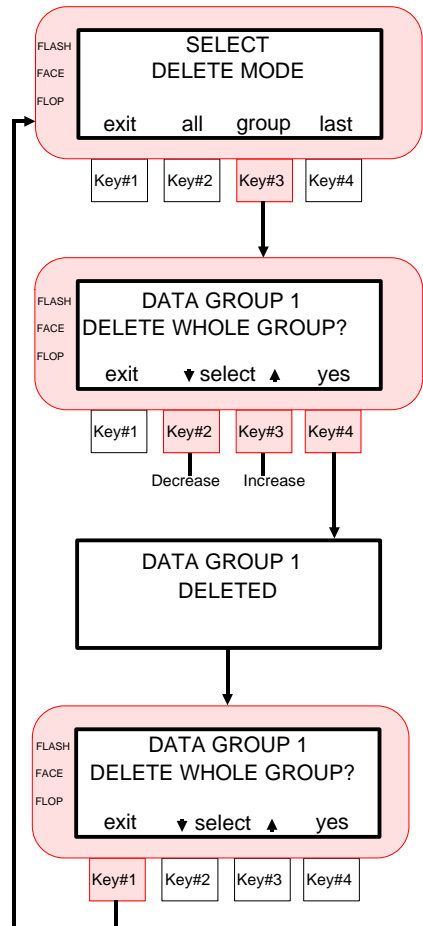 SELECT
FLASH
DELETE MODE
FACE
FLOP
exit all group last
Key#1 Key#2 Key#3 Key#4
DATA GROUP 1
FLASH
DELETE WHOLE GROUP?
FACE
FLOP
exit select yes
Key#1 Key#2 Key#3 Key#4
Decrease Increase
DATA GROUP 1
DELETED
DATA GROUP 1
FLASH
DELETE WHOLE GROUP?
FACE
FLOP
exit select yes
Key#1 Key#2 Key#3 Key#4